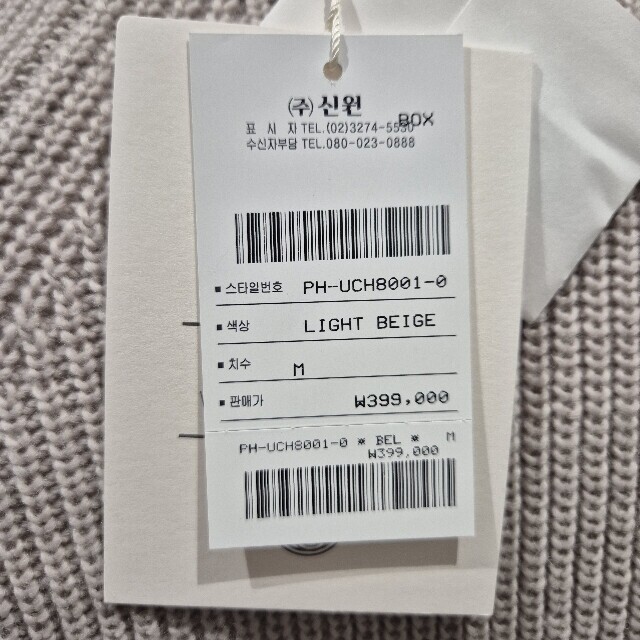 (주)신원
BOX
표 시 자 TEL.(02)3274-5550
수신자부담 TEL.080-023-0888
스타일번호 PH-UCH8001-0
색상 LIGHT BEIGE
치수 M
판매가 ₩399,000
PH-UCH8001-0 ※ BEL ※ M
₩399,000